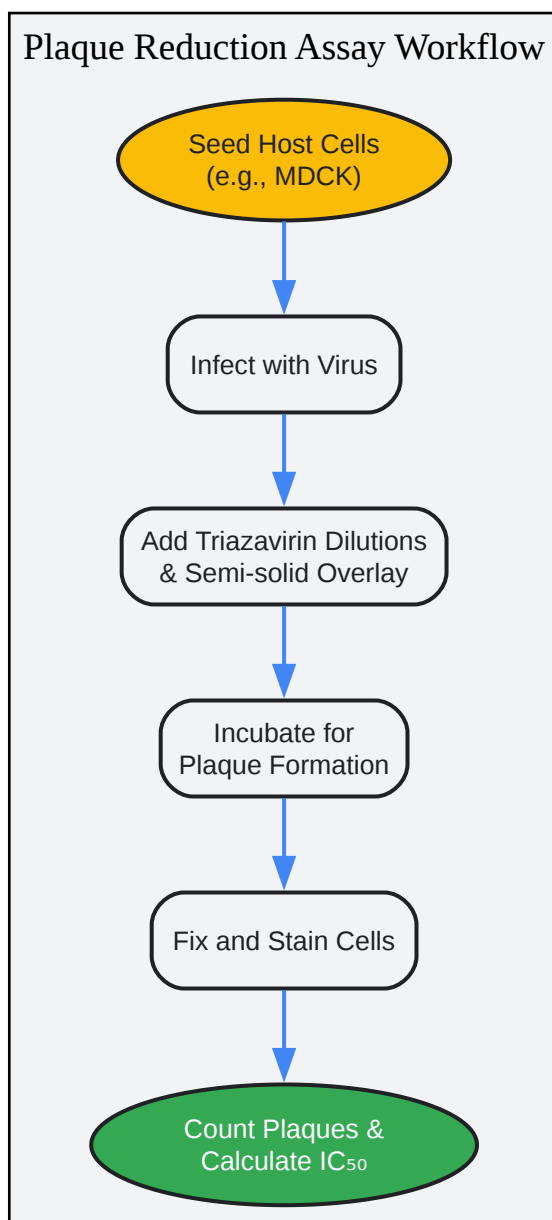 Plaque Reduction Assay Workflow
Seed Host Cells
(e.g., MDCK)
Infect with Virus
Add Triazavirin Dilutions
& Semi-solid Overlay
Incubate for
Plaque Formation
Fix and Stain Cells
Count Plaques &
Calculate IC₅₀